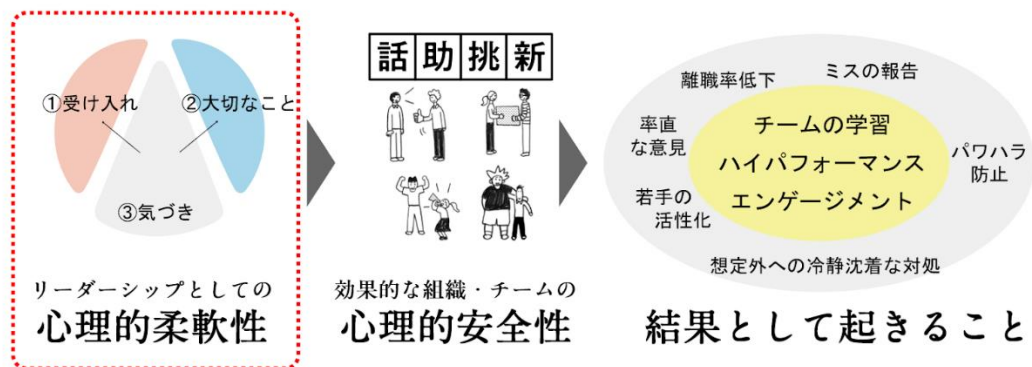 ①受け入れ
②大切なこと
③気づき
リーダーシップとしての
心理的柔軟性
話助挑新
効果的な組織・チームの
心理的安全性
離職率低下
ミスの報告
率直
な意見
チームの学習
ハイパフォーマンス
エンゲージメント
パワハラ
防止
若手の
活性化
想定外への冷静沈着な対処
結果として起きること